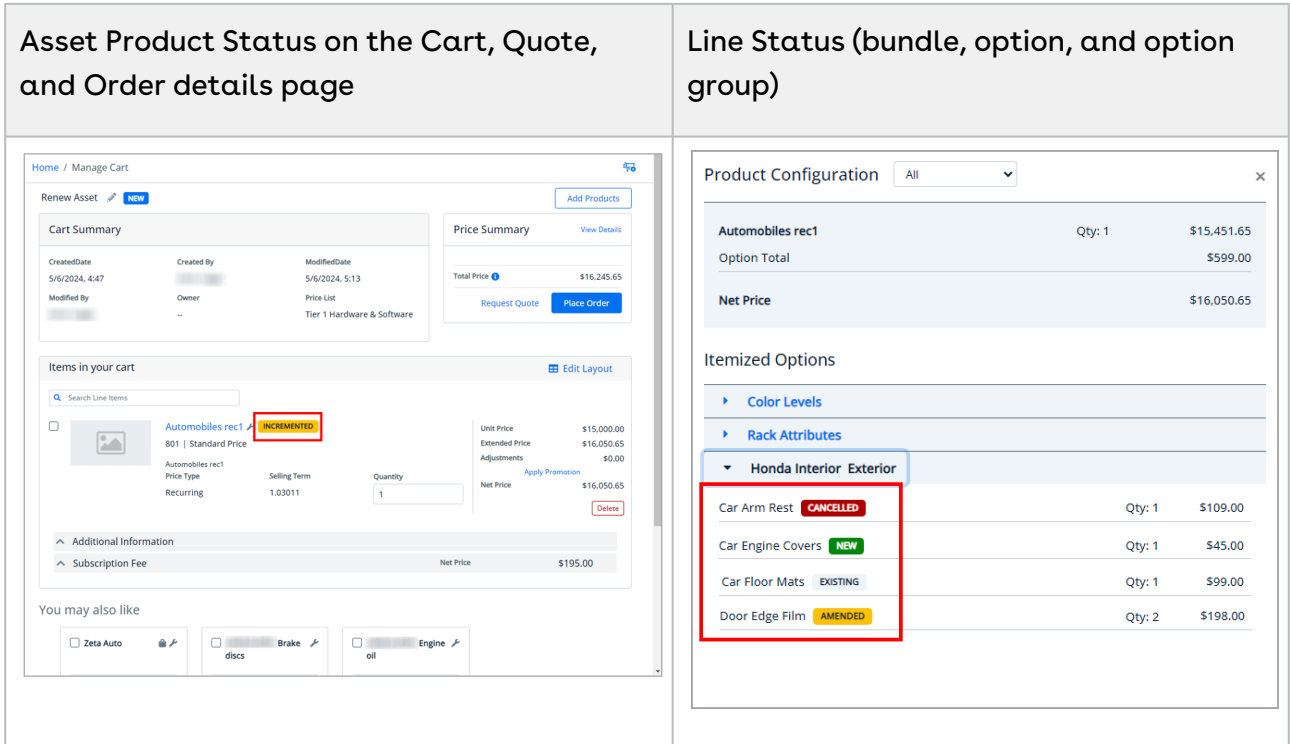 Asset Product Status on the Cart, Quote,
and Order details page
Line Status (bundle, option, and option
group)
Home / Manage Cart
Renew Asset NEW
Add Products
Cart Summary
CreatedDate Created By ModifiedDate
5/6/2024, 4:47 5/6/2024, 5:13
Modified By Owner Price List
-- Tier 1 Hardware & Software
Price Summary View Details
Total Price $16,245.65
Request Quote Place Order
Items in your cart Edit Layout
Search Line Items
Automobiles rec1 INCREMENTED
801 | Standard Price
Automobiles rec1
Price Type Selling Term Quantity
Recurring 1.03011 1
Unit Price $15,000.00
Extended Price $16,050.65
Adjustments $0.00
Apply Promotion
Net Price $16,050.65
Delete
Additional Information
Subscription Fee Net Price $195.00
You may also like
Zeta Auto
Brake
discs
Engine
oil
Product Configuration All ×
Automobiles rec1 Qty: 1 $15,451.65
Option Total $599.00
Net Price $16,050.65
Itemized Options
Color Levels
Rack Attributes
Honda Interior Exterior
Car Arm Rest CANCELLED Qty: 1 $109.00
Car Engine Covers NEW Qty: 1 $45.00
Car Floor Mats EXISTING Qty: 1 $99.00
Door Edge Film AMENDED Qty: 2 $198.00